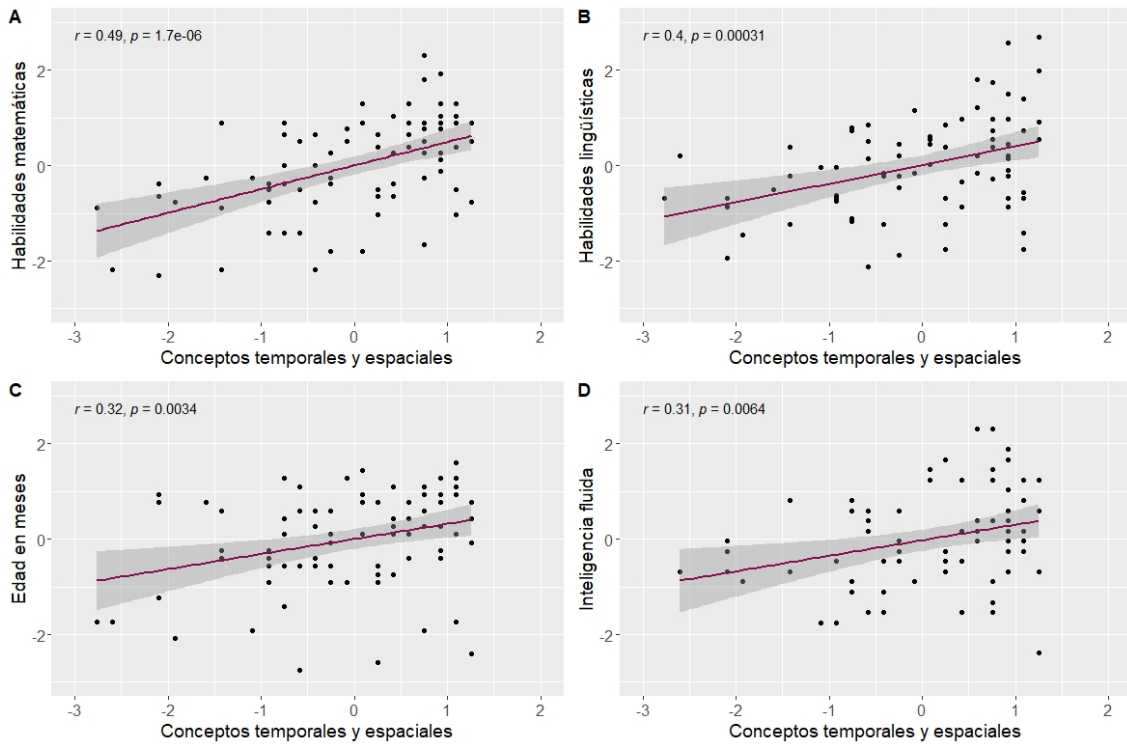 A
r = 0.49, p = 1.7e-06
Habilidades matemáticas
2
0
-2
-3 -2 -1 0 1 2
Conceptos temporales y espaciales
B
r = 0.4, p = 0.00031
Habilidades lingüísticas
2
0
-2
-3 -2 -1 0 1 2
Conceptos temporales y espaciales
C
r = 0.32, p = 0.0034
Edad en meses
2
0
-2
-3 -2 -1 0 1 2
Conceptos temporales y espaciales
D
r = 0.31, p = 0.0064
Inteligencia fluida
2
0
-2
-3 -2 -1 0 1 2
Conceptos temporales y espaciales